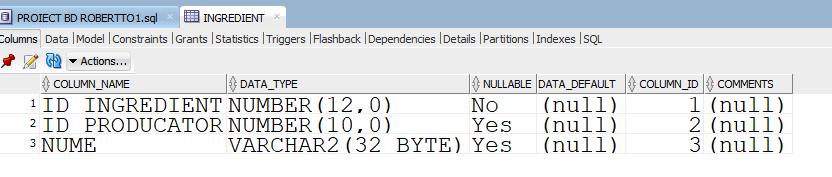 PROIECT BD ROBERTTO1.sql INGREDIENT
Columns Data Model Constraints Grants Statistics Triggers Flashback Dependencies Details Partitions Indexes SQL
Actions...
COLUMN_NAME DATA_TYPE NULLABLE DATA_DEFAULT COLUMN_ID COMMENTS
1 ID_INGREDIENT NUMBER(12,0) No (null) 1 (null)
2 ID_PRODUCATOR NUMBER(10,0) Yes (null) 2 (null)
3 NUME VARCHAR2(32 BYTE) Yes (null) 3 (null)